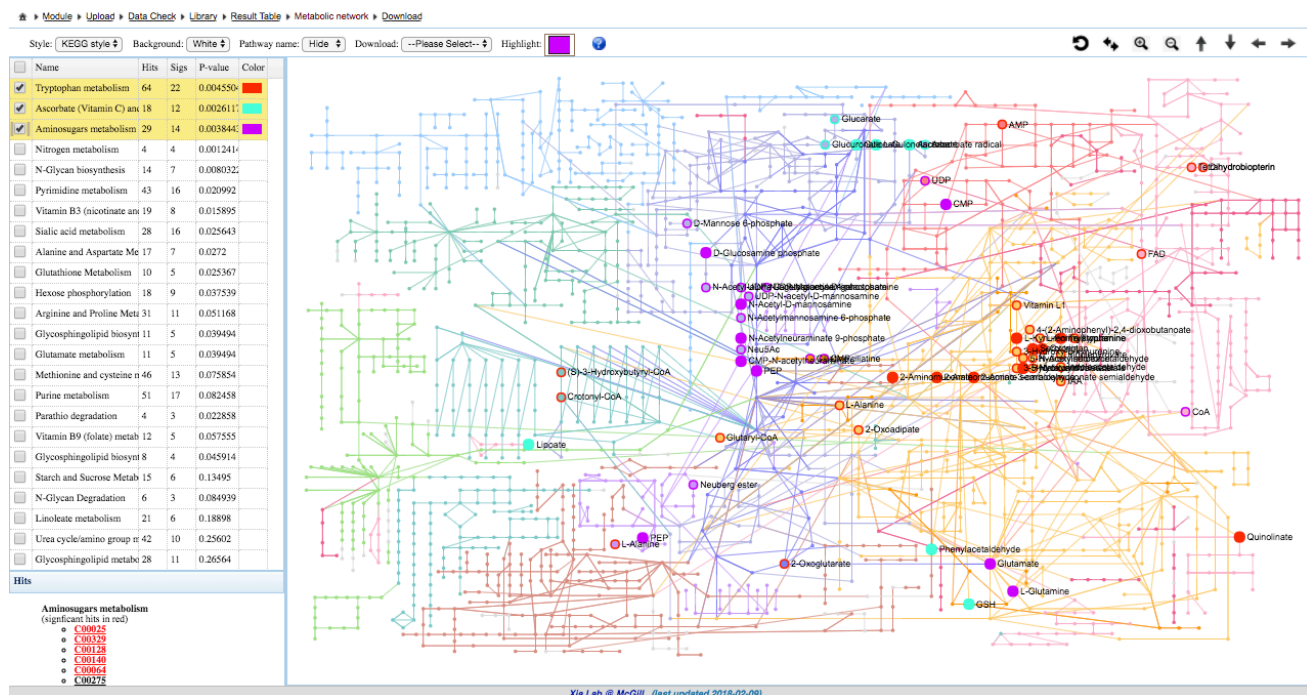 Module Upload Data Check Library Result Table Metabolic network Download
Style: KEGG style Background: White Pathway name: Hide Download: --Please Select-- Highlight:
Name Hits Sigs P-value Color
Tryptophan metabolism 64 22 0.004550
Ascorbate (Vitamin C) and 18 12 0.002611
Aminosugars metabolism 29 14 0.003844
Nitrogen metabolism 4 4 0.001241
N-Glycan biosynthesis 14 7 0.008032
Pyrimidine metabolism 43 16 0.020992
Vitamin B3 (nicotinate and 19 8 0.015895
Sialic acid metabolism 28 16 0.025643
Alanine and Aspartate Me 17 7 0.0272
Glutathione Metabolism 10 5 0.025367
Hexose phosphorylation 18 9 0.037539
Arginine and Proline Meta 31 11 0.051168
Glycosphingolipid biosynt 11 5 0.039494
Glutamate metabolism 11 5 0.039494
Methionine and cysteine m 46 13 0.075854
Purine metabolism 51 17 0.082458
Parathio degradation 4 3 0.022858
Vitamin B9 (folate) metab 12 5 0.057555
Glycosphingolipid biosynt 8 4 0.045914
Starch and Sucrose Metab 15 6 0.13495
N-Glycan Degradation 6 3 0.084939
Linoleate metabolism 21 6 0.18898
Urea cycle/amino group m 42 10 0.25602
Glycosphingolipid metabo 28 11 0.26564
Hits
Aminosugars metabolism
(signficant hits in red)
C00025
C00329
C00128
C00140
C00064
C00275
Glucarate
AMP
UDP
CMP
D-Mannose 6-phosphate
D-Glucosamine phosphate
FAD
UDP-N-acetyl-D-mannosamine
N-Acetyl-D-mannosamine
Vitamin L1
N-Acetylmannosamine 6-phosphate
4-(2-Aminophenyl)-2,4-dioxobutanoate
N-Acetylneuraminate 9-phosphate
Neu5Ac
CMP-N-acetylneuraminate
PEP
(S)-3-Hydroxybutyryl-CoA
IAA
Crotonyl-CoA
L-Alanine
CoA
2-Oxoadipate
Glutaryl-CoA
Lipoate
Neuberg ester
PEP
L-Alanine
Quinolinate
Phenylacetaldehyde
2-Oxoglutarate
Glutamate
L-Glutamine
GSH
Xia Lab @ McGill (last updated 2018-02-09)